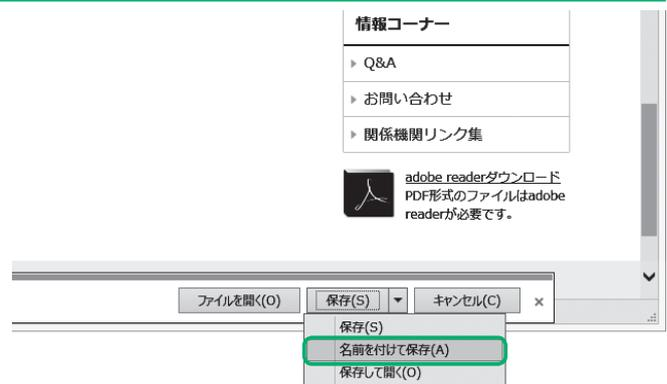 情報コーナー
Q&A
お問い合わせ
関係機関リンク集
adobe readerダウンロード
PDF形式のファイルはadobe
readerが必要です。
ファイルを開く(O) 保存(S) キャンセル(C) ×
保存(S)
名前を付けて保存(A)
保存して開く(O)